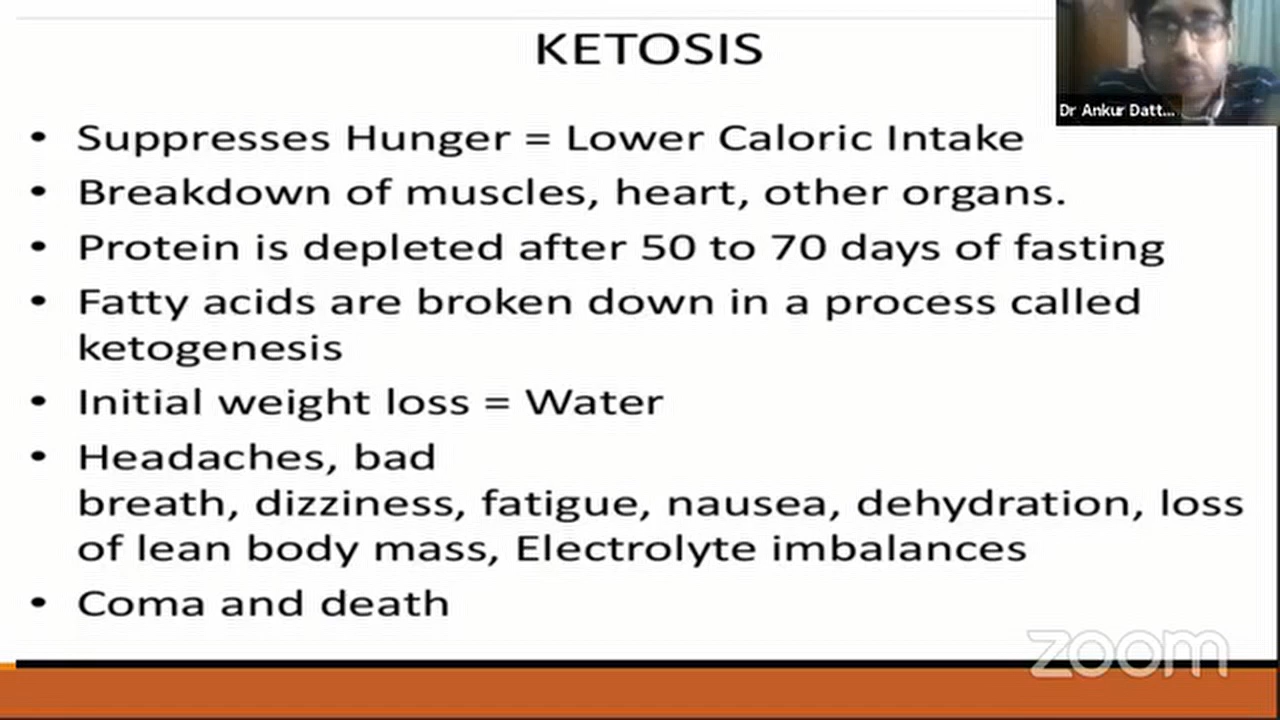 KETOSIS
Dr Ankur Datt...
• Suppresses Hunger = Lower Caloric Intake
• Breakdown of muscles, heart, other organs.
• Protein is depleted after 50 to 70 days of fasting
• Fatty acids are broken down in a process called
ketogenesis
• Initial weight loss = Water
• Headaches, bad
breath, dizziness, fatigue, nausea, dehydration, loss
of lean body mass, Electrolyte imbalances
• Coma and death
zoom